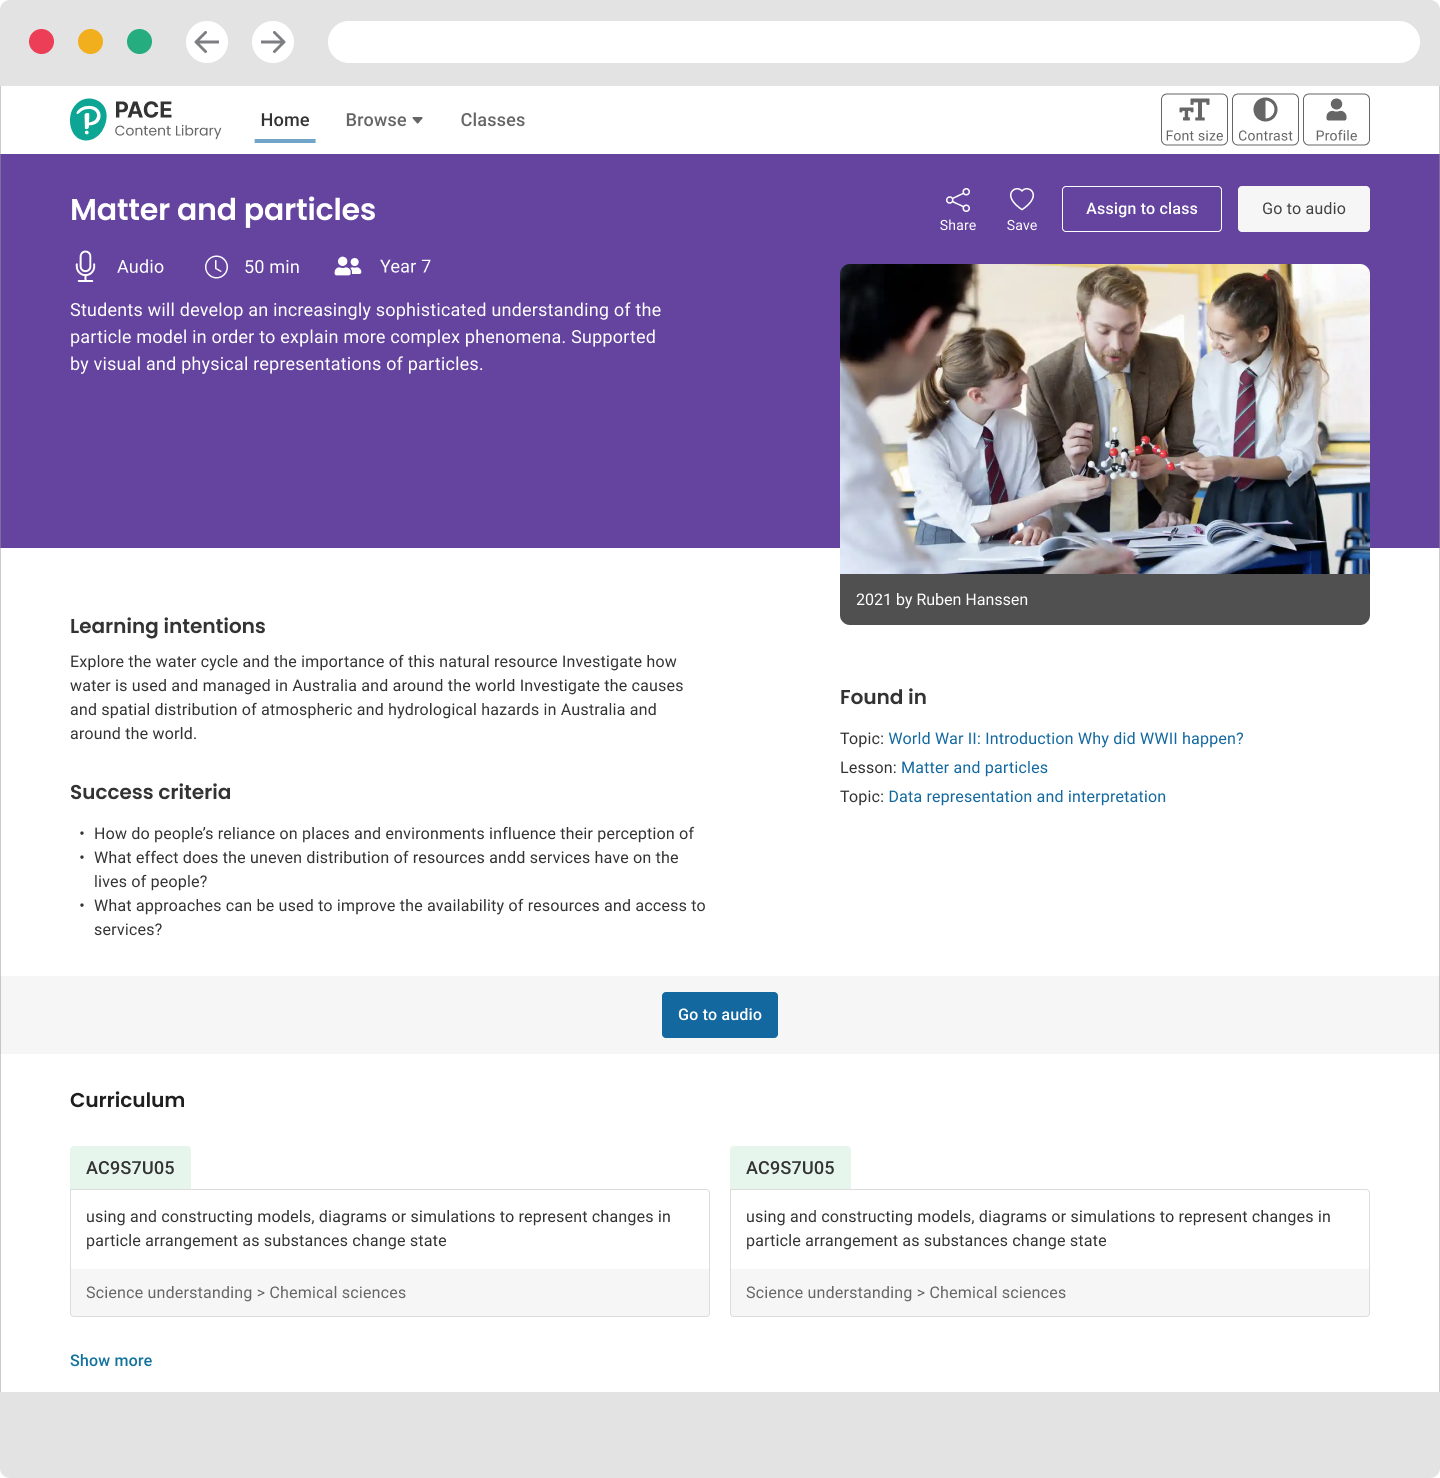 PACE
Content Library
Home
Browse
Classes
Font size
Contrast
Profile
Matter and particles
Share
Save
Assign to class
Go to audio
Audio
50 min
Year 7
Students will develop an increasingly sophisticated understanding of the
particle model in order to explain more complex phenomena. Supported
by visual and physical representations of particles.
2021 by Ruben Hanssen
Learning intentions
Explore the water cycle and the importance of this natural resource Investigate how
water is used and managed in Australia and around the world Investigate the causes
and spatial distribution of atmospheric and hydrological hazards in Australia and
around the world.
Success criteria
• How do people’s reliance on places and environments influence their perception of
• What effect does the uneven distribution of resources andd services have on the
lives of people?
• What approaches can be used to improve the availability of resources and access to
services?
Found in
Topic: World War II: Introduction Why did WWII happen?
Lesson: Matter and particles
Topic: Data representation and interpretation
Go to audio
Curriculum
AC9S7U05
using and constructing models, diagrams or simulations to represent changes in
particle arrangement as substances change state
Science understanding > Chemical sciences
AC9S7U05
using and constructing models, diagrams or simulations to represent changes in
particle arrangement as substances change state
Science understanding > Chemical sciences
Show more